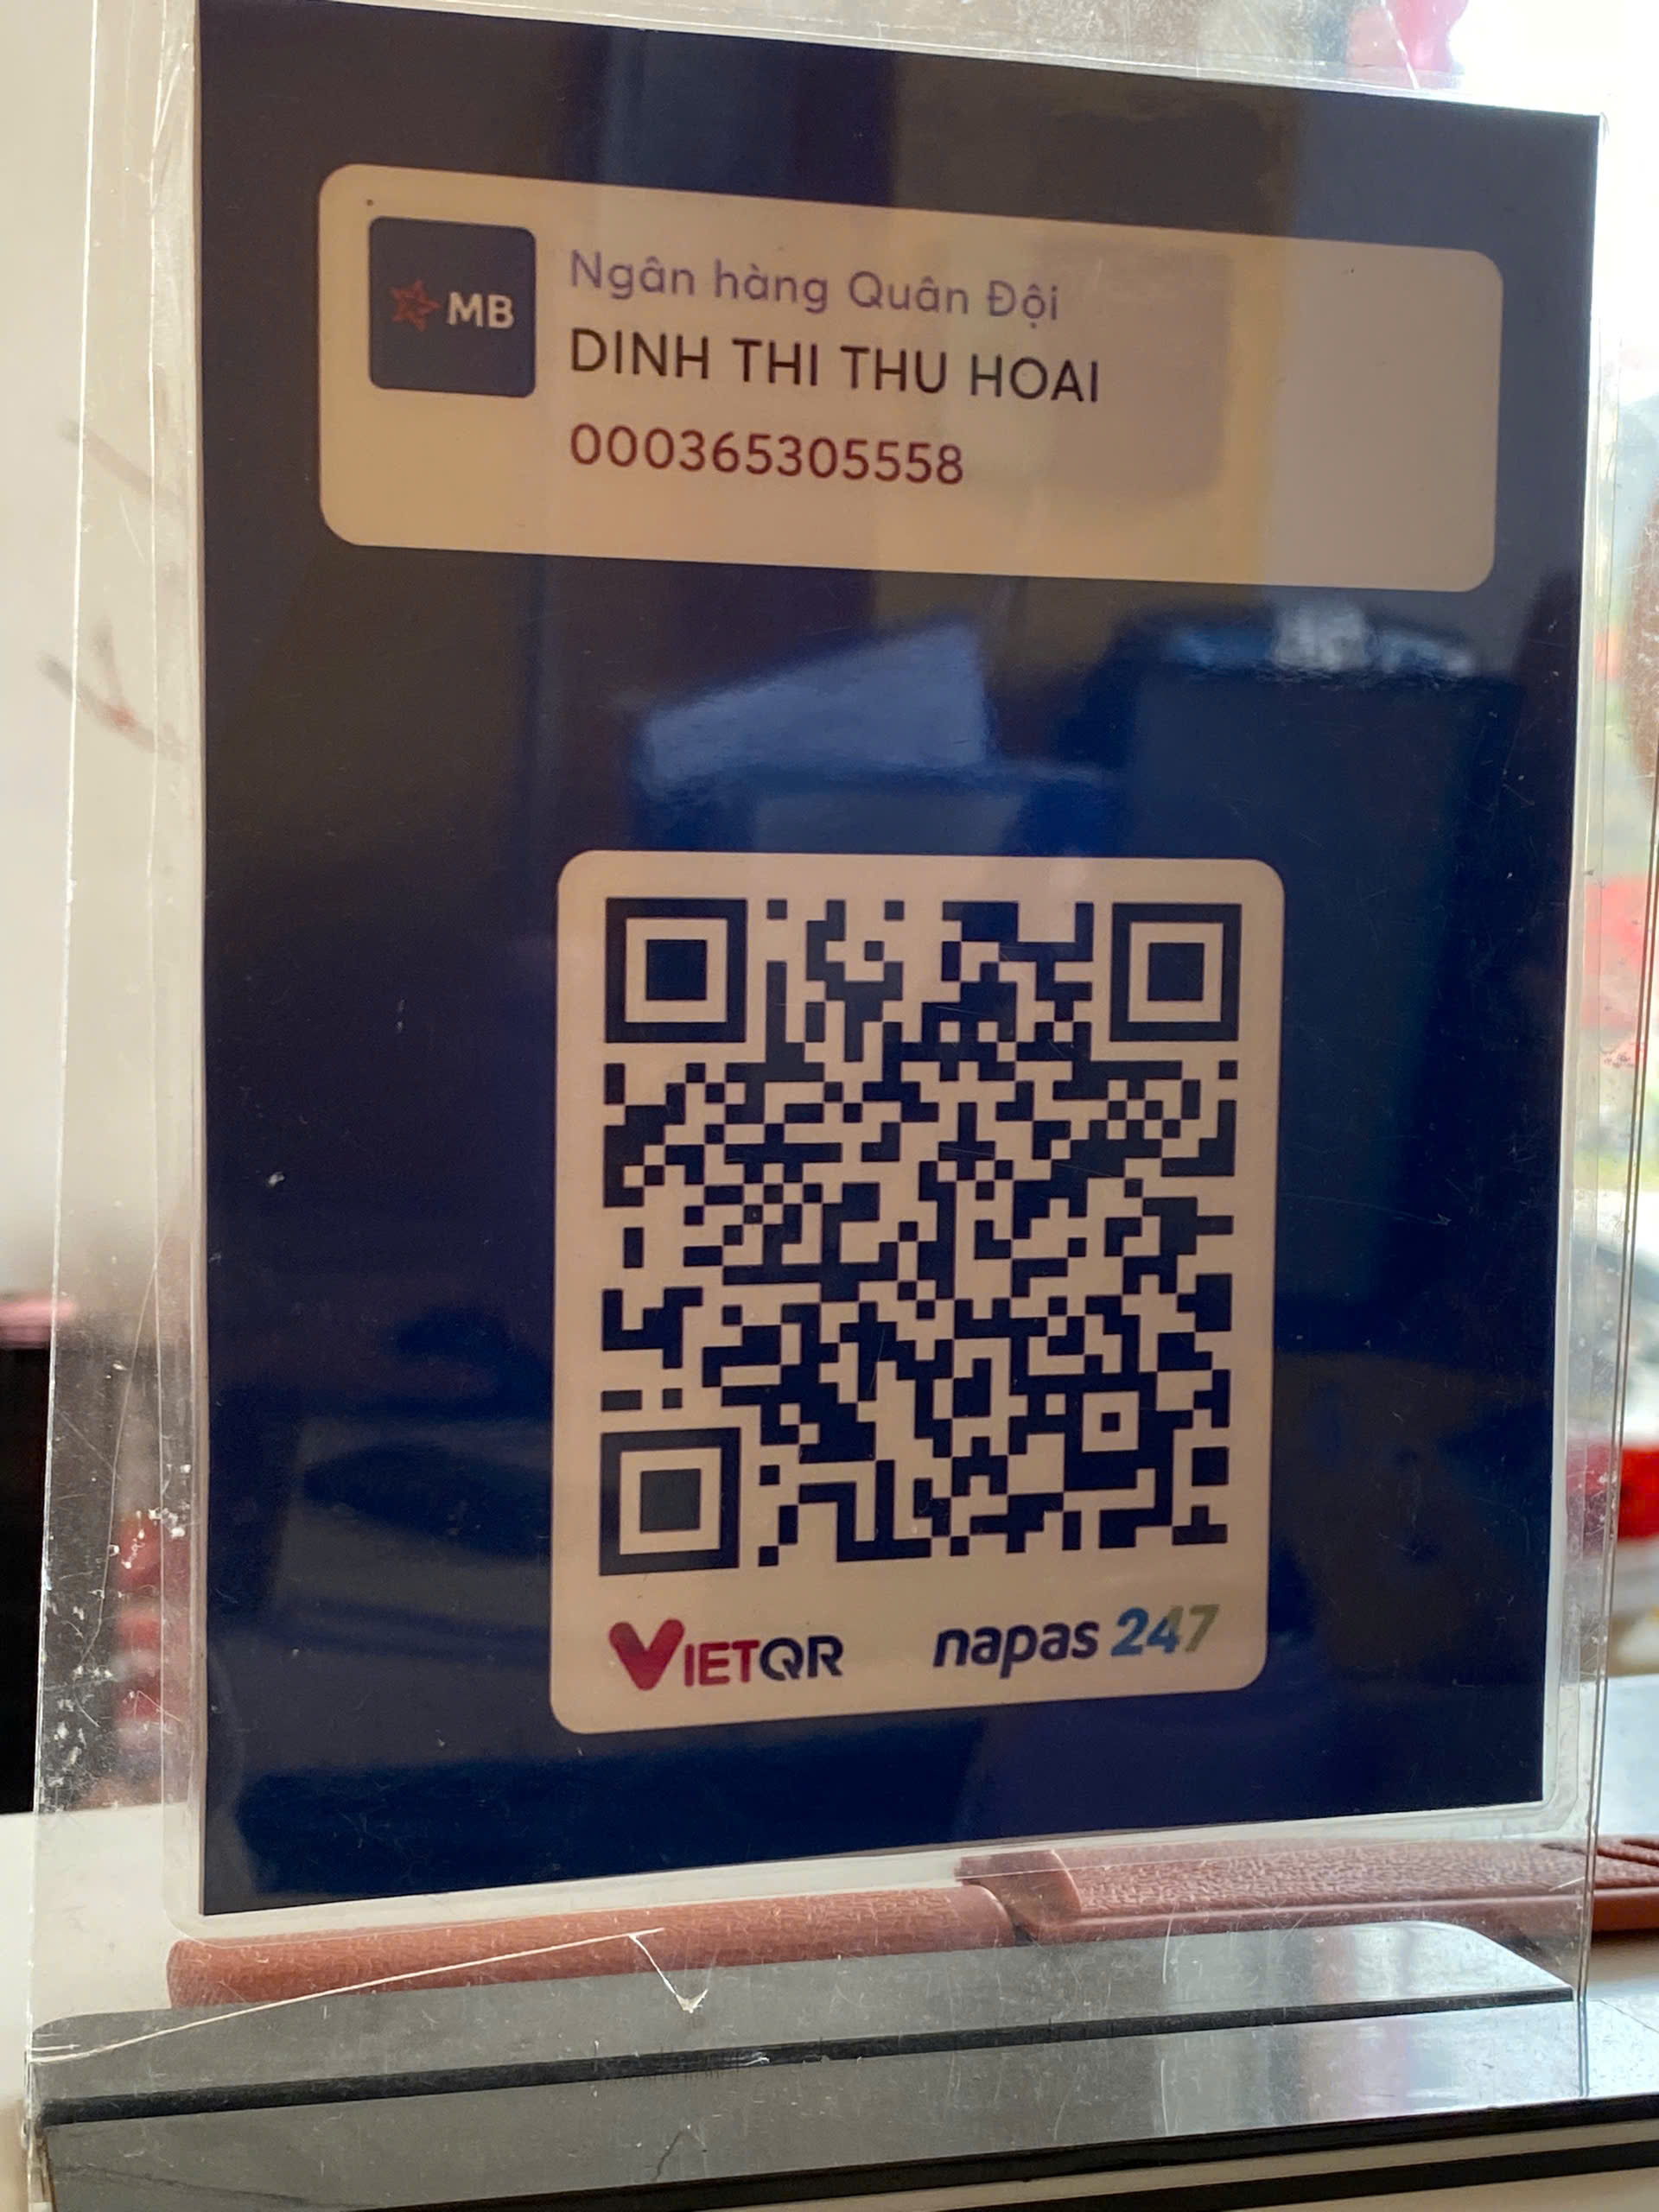 MB
Ngân hàng Quân Đội
DINH THI THU HOAI
000365305558
VIETQR
napas 247